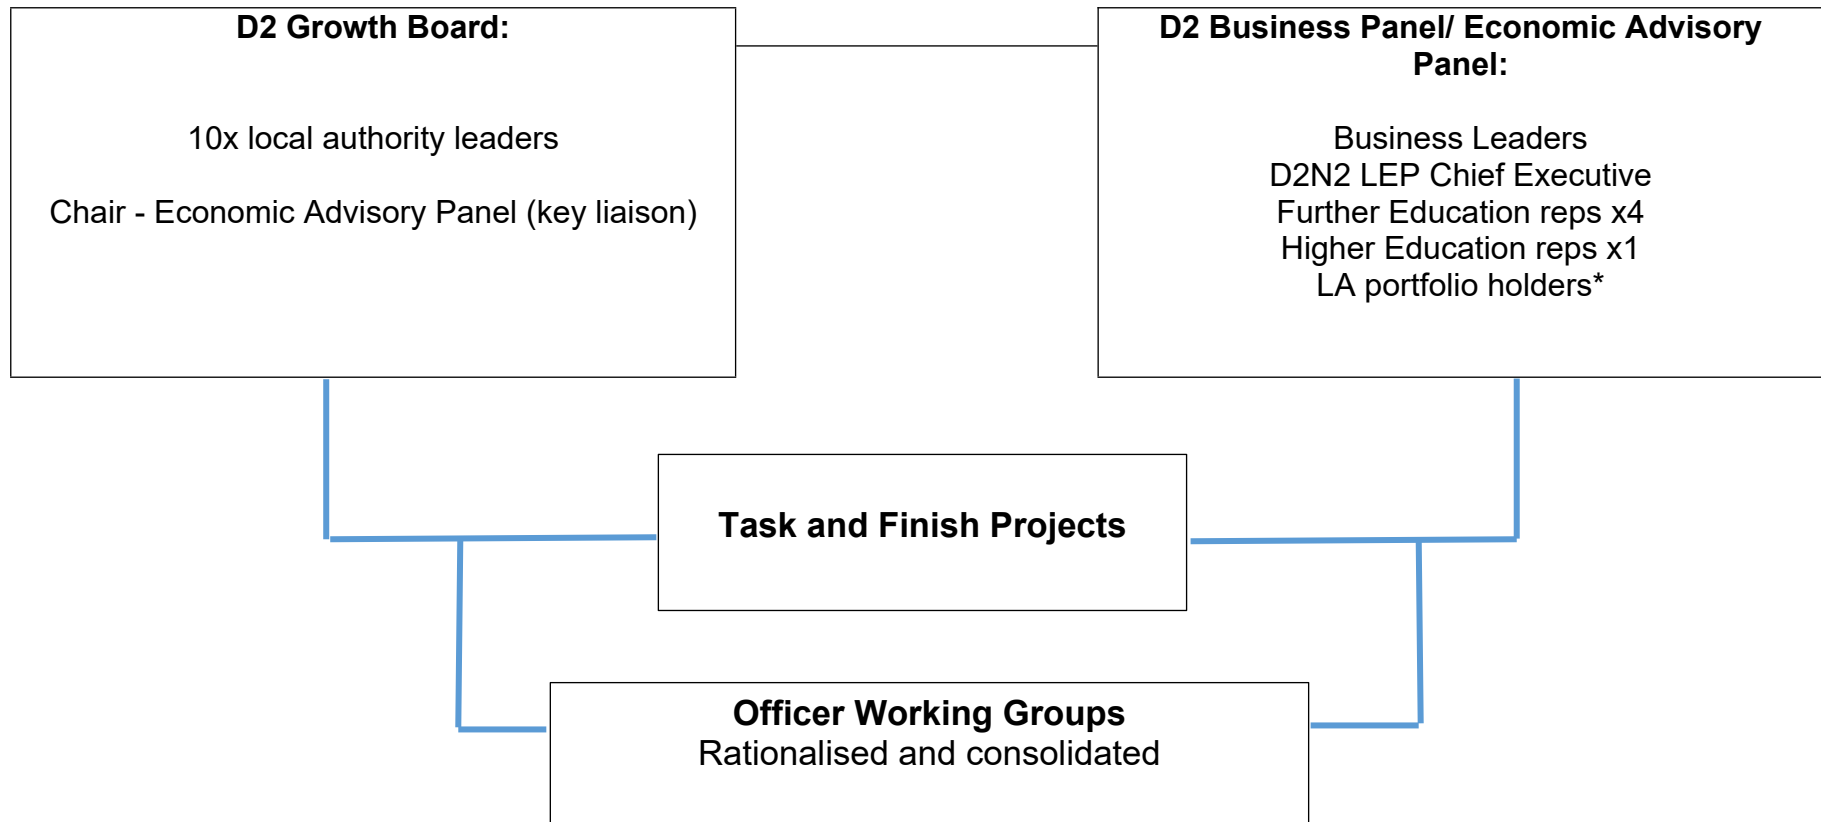 D2 Growth Board:
10x local authority leaders
Chair - Economic Advisory Panel (key liaison)
D2 Business Panel/ Economic Advisory
Panel:
Business Leaders
D2N2 LEP Chief Executive
Further Education reps x4
Higher Education reps x1
LA portfolio holders*
Task and Finish Projects
Officer Working Groups
Rationalised and consolidated